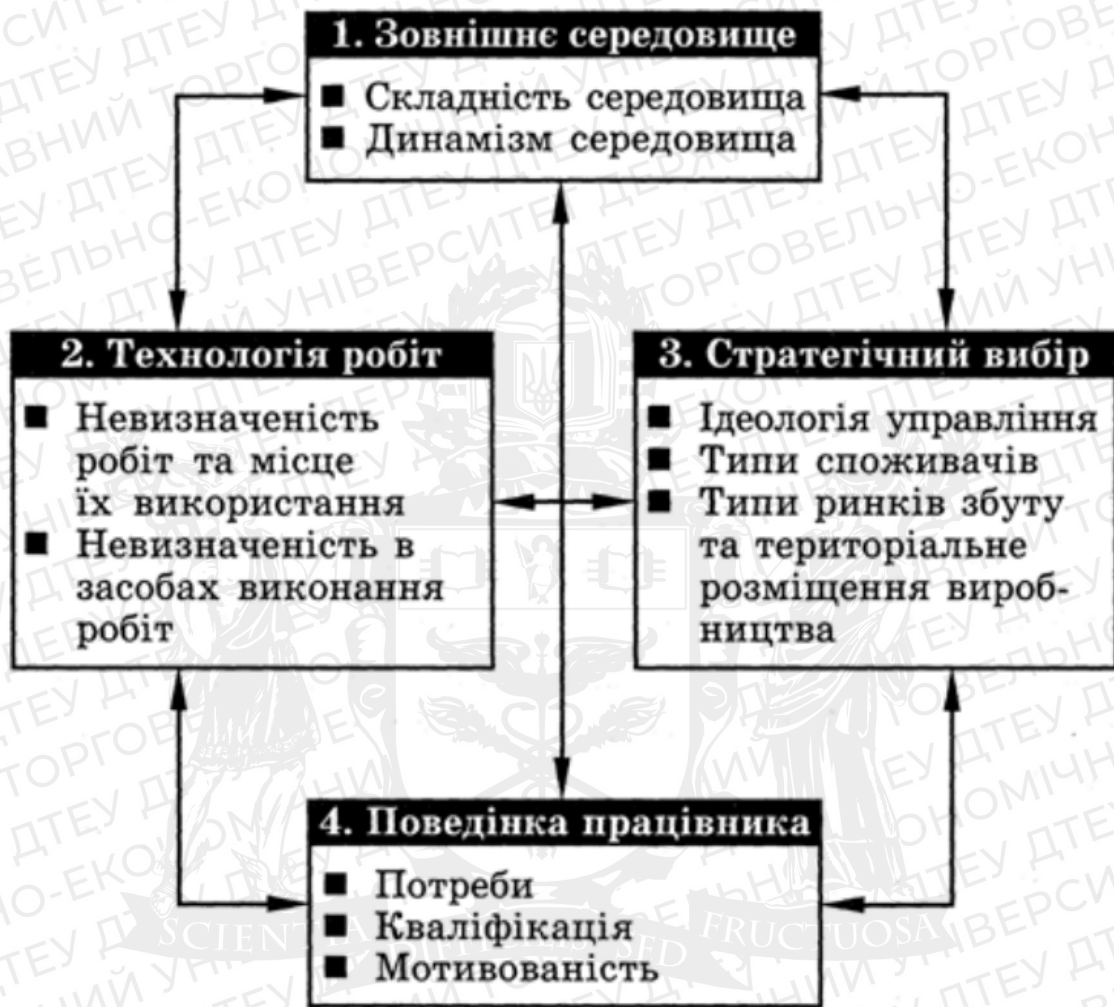 1. Зовнішнє середовище
■ Складність середовища
■ Динамізм середовища
2. Технологія робіт
■ Невизначеність
робіт та місце
їх використання
■ Невизначеність в
засобах виконання
робіт
3. Стратегічний вибір
■ Ідеологія управління
■ Типи споживачів
■ Типи ринків збуту
та територіальне
розміщення вироб-
ництва
4. Поведінка працівника
■ Потреби
■ Кваліфікація
■ Мотивованість